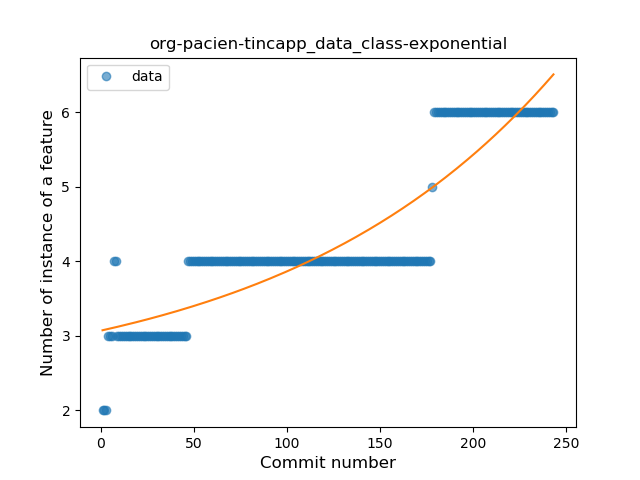 org-pacien-tincapp_data_class-exponential
data
Number of instance of a feature
6
5
4
3
2
0 50 100 150 200 250
Commit number